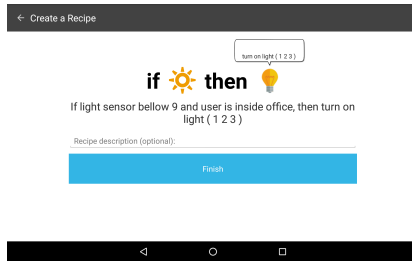 ← Create a Recipe
turn on light ( 1 2 3 )
if then
If light sensor bellow 9 and user is inside office, then turn on
light ( 1 2 3 )
Recipe description (optional):
Finish